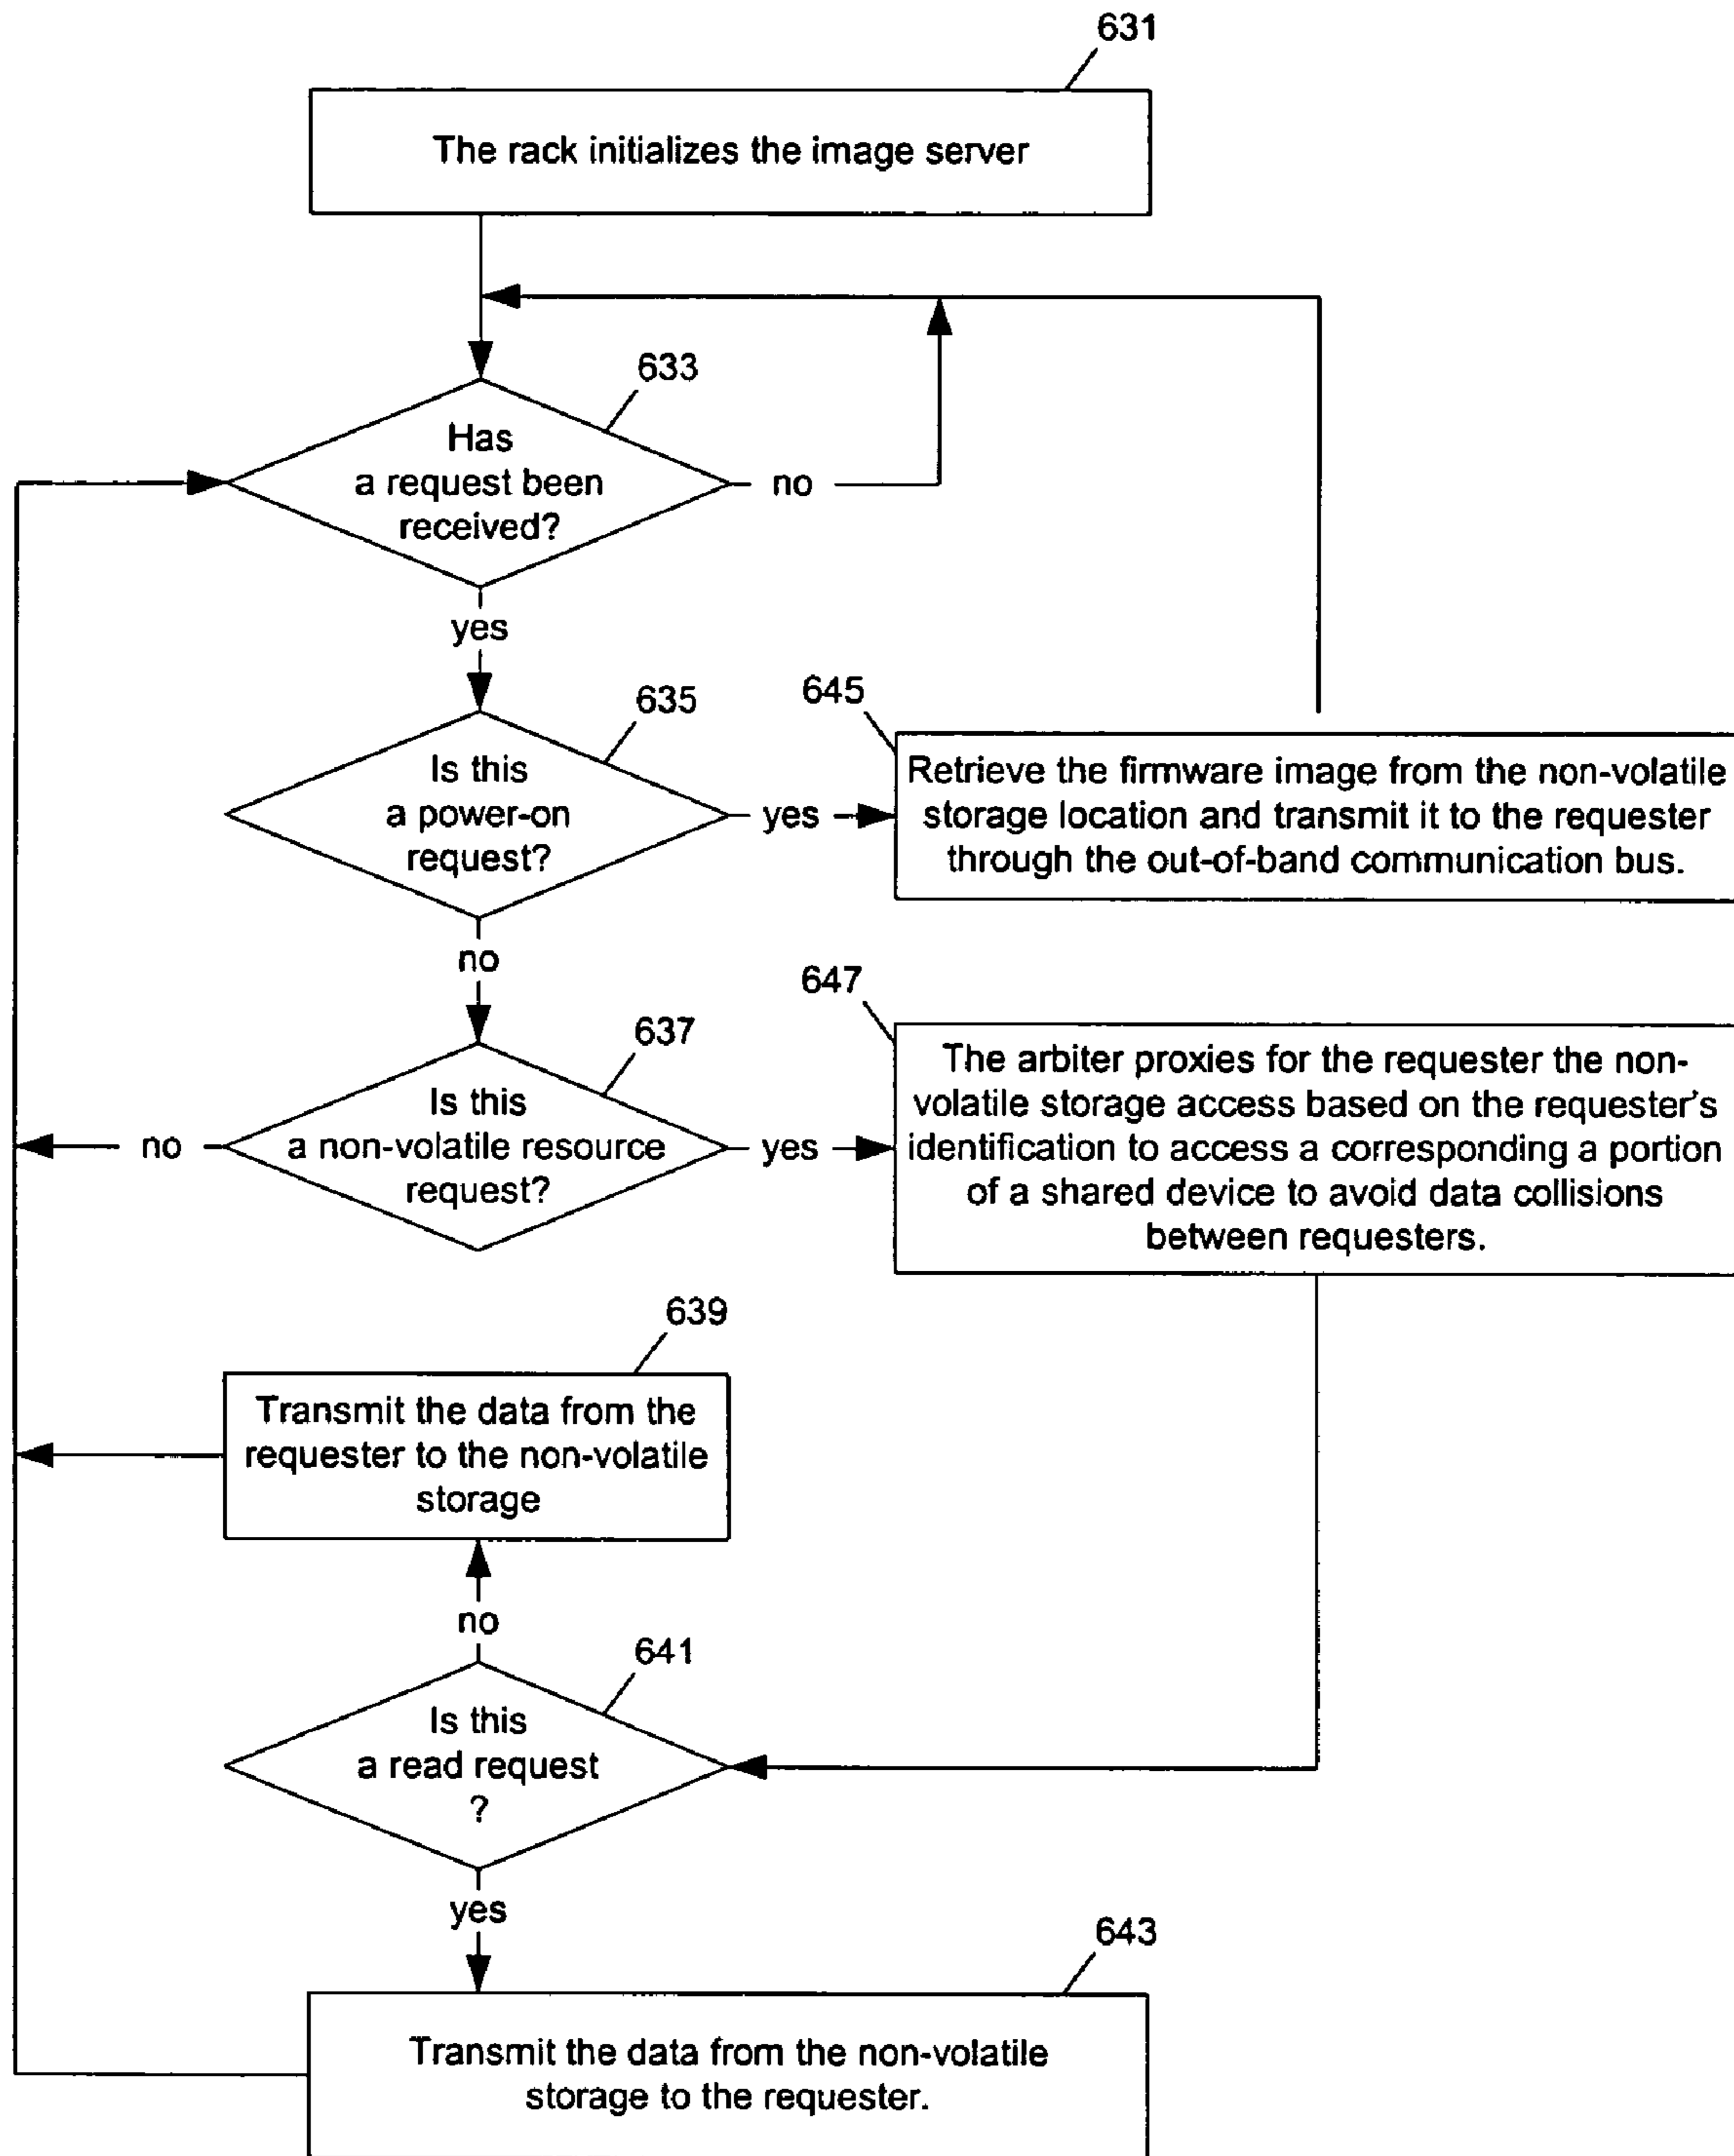 631
The rack initializes the image server
633
Has
a request been
received?
no
yes
635
Is this
a power-on
request?
yes
645
Retrieve the firmware image from the non-volatile
storage location and transmit it to the requester
through the out-of-band communication bus.
no
637
Is this
a non-volatile resource
request?
no
yes
647
The arbiter proxies for the requester the non-
volatile storage access based on the requester's
identification to access a corresponding a portion
of a shared device to avoid data collisions
between requesters.
639
Transmit the data from the
requester to the non-volatile
storage
no
641
Is this
a read request
?
yes
643
Transmit the data from the non-volatile
storage to the requester.